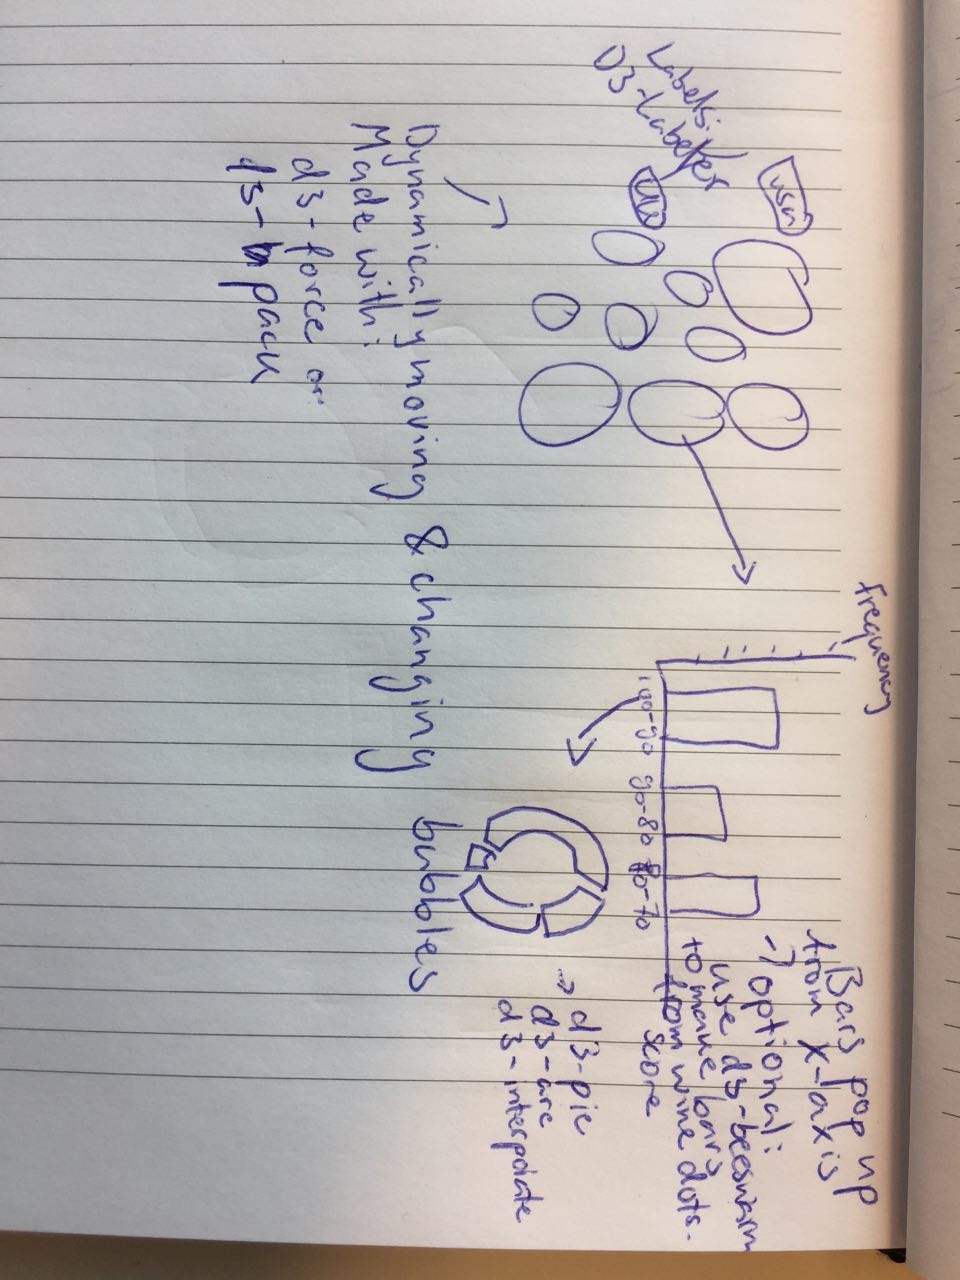 frequency
Bars pop up
from x-axis
-> optional:
use d3-beeswarm
to make bars
from wine dots.
score
100-90 90-80 80-70
usa
Labels:
D3-Labeler
UK
-> d3-pie
d3-arc
d3-interpolate
Dynamically moving & changing bubbles
Made with:
d3-force or
d3-pack